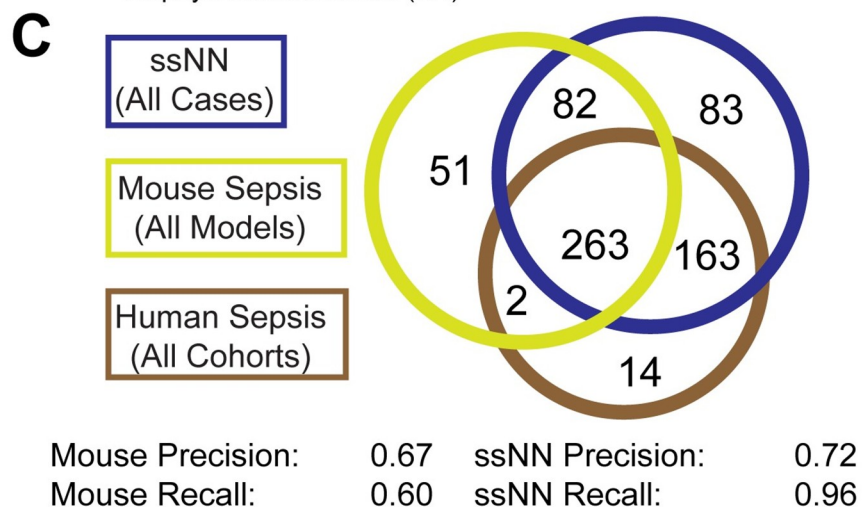 C
ssNN
(All Cases)
Mouse Sepsis
(All Models)
Human Sepsis
(All Cohorts)
82
83
51
263
163
2
14
Mouse Precision: 0.67 ssNN Precision: 0.72
Mouse Recall: 0.60 ssNN Recall: 0.96